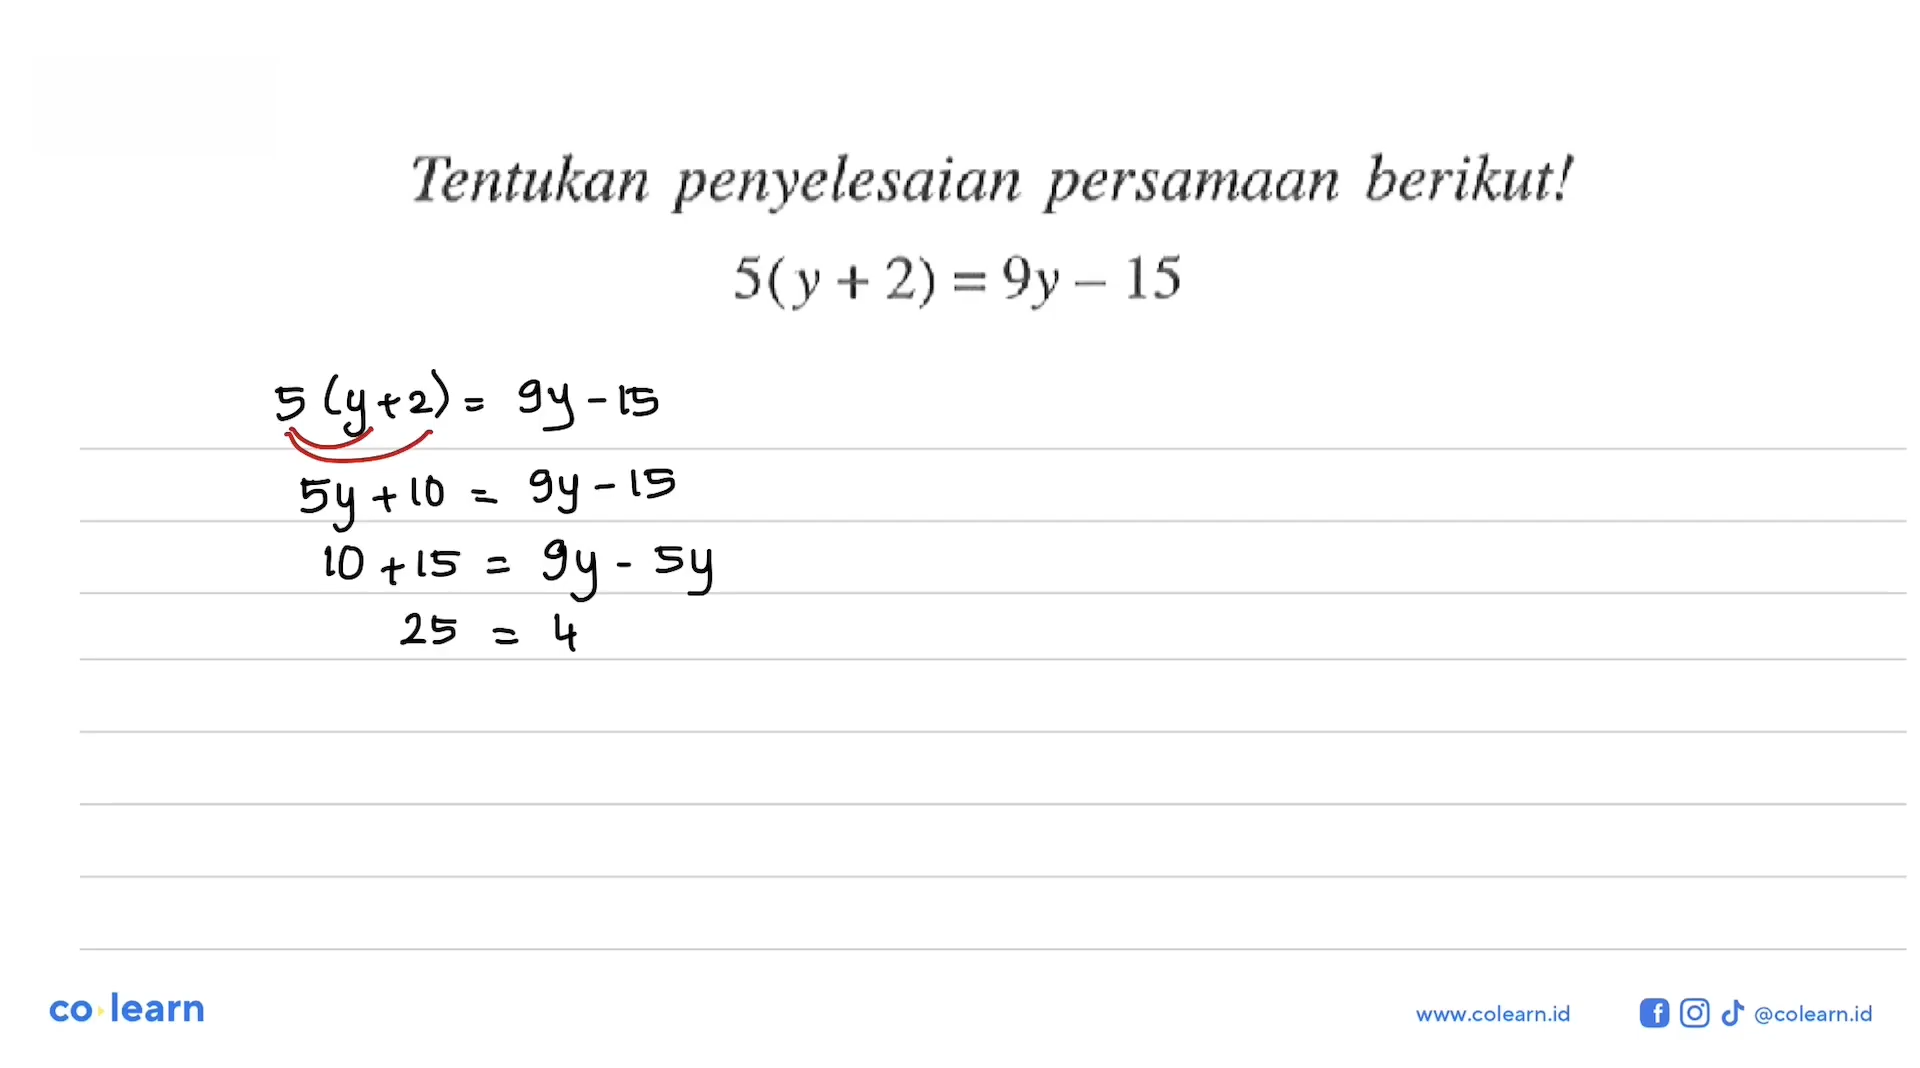 Tentukan penyelesaian persamaan berikut!
5(y + 2) = 9y – 15
5 (y+2) = 9y - 15
5y + 10 = 9y - 15
10 + 15 = 9y - 5y
25 = 4
co learn
www.colearn.id
@colearn.id